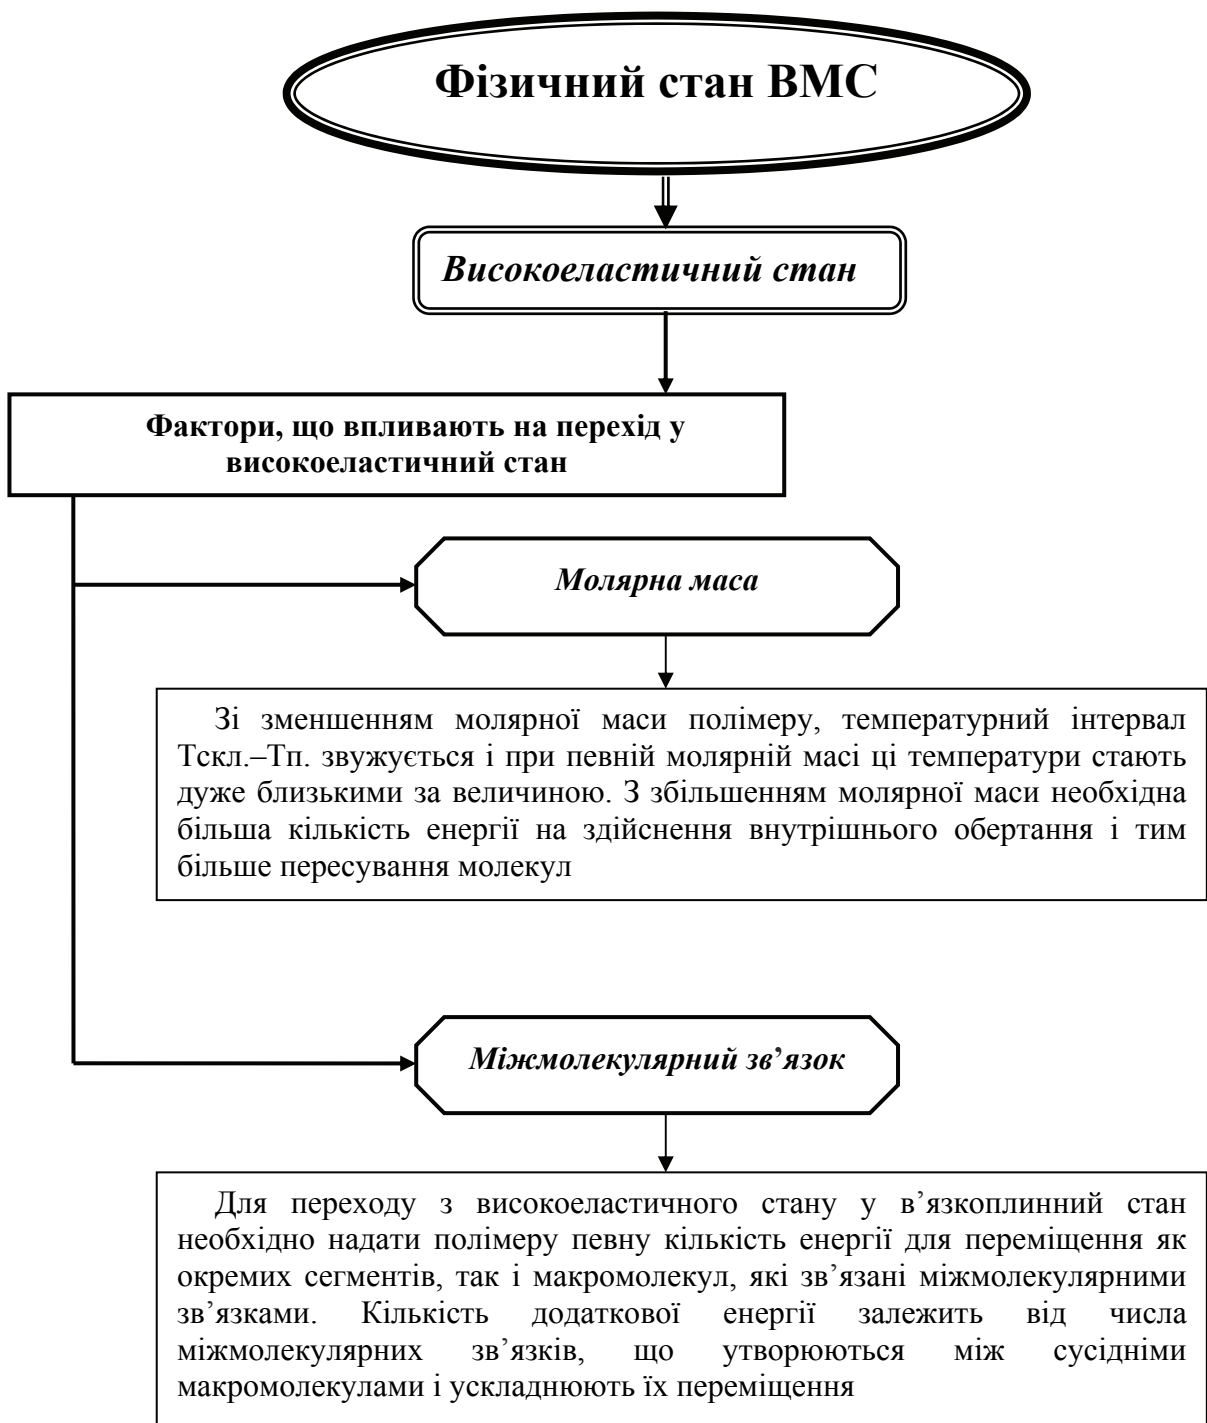 Фізичний стан ВМС
Високоеластичний стан
Фактори, що впливають на перехід у
високоеластичний стан
Молярна маса
Зі зменшенням молярної маси полімеру, температурний інтервал
Тскл.–Тп. звужується і при певній молярній масі ці температури стають
дуже близькими за величиною. З збільшенням молярної маси необхідна
більша кількість енергії на здійснення внутрішнього обертання і тим
більше пересування молекул
Міжмолекулярний зв’язок
Для переходу з високоеластичного стану у в’язкоплинний стан
необхідно надати полімеру певну кількість енергії для переміщення як
окремих сегментів, так і макромолекул, які зв’язані міжмолекулярними
зв’язками. Кількість додаткової енергії залежить від числа
міжмолекулярних зв’язків, що утворюються між сусідніми
макромолекулами і ускладнюють їх переміщення